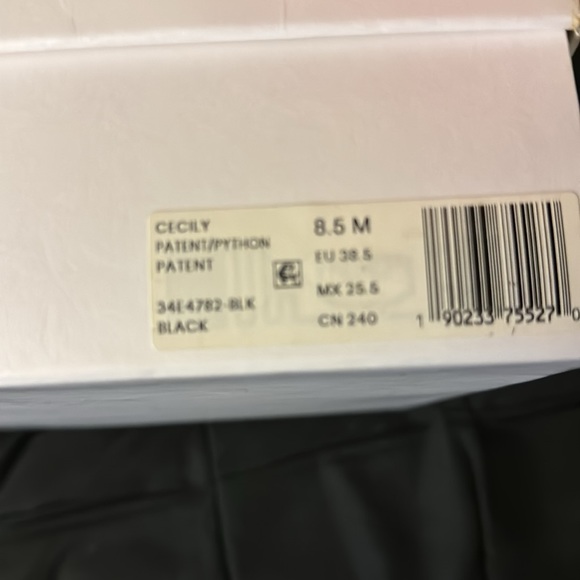 CECILY
PATENT/PYTHON
PATENT
34E4782-BLK
BLACK
8.5 M
EU 38.5
MX 25.5
CN 240
1 90233 75527 0